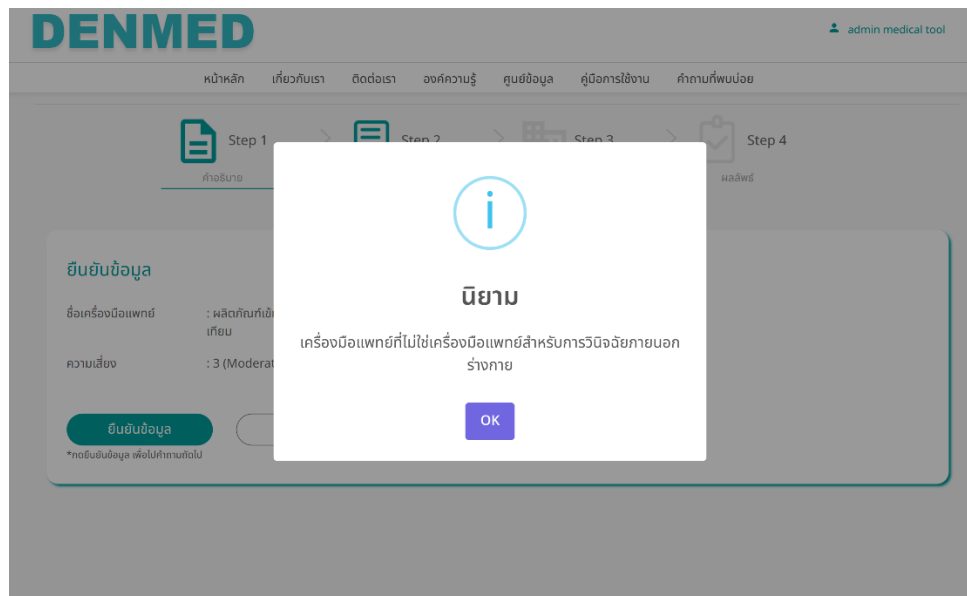 DENMED
admin medical tool
หน้าหลัก เกี่ยวกับเรา ติดต่อเรา องค์ความรู้ ศูนย์ข้อมูล คู่มือการใช้งาน คำถามที่พบบ่อย
Step 1 Step 2 Step 3 Step 4
คำอธิบาย ผลลัพธ์
นิยาม
เครื่องมือแพทย์ที่ไม่ใช่เครื่องมือแพทย์สำหรับการวินิจฉัยภายนอก
ร่างกาย
OK
ยืนยันข้อมูล
ชื่อเครื่องมือแพทย์ : ผลิตภัณฑ์
เทียม
ความเสี่ยง : 3
ยืนยันข้อมูล
*กดยืนยันข้อมูล เพื่อไปคำถามถัดไป